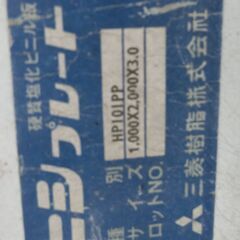 硬質塩化ビニル板
ヒシプレート
種別 HP101PP
サイズ 1.000X2.000X3.0
ロットNO.
三菱樹脂株式会社